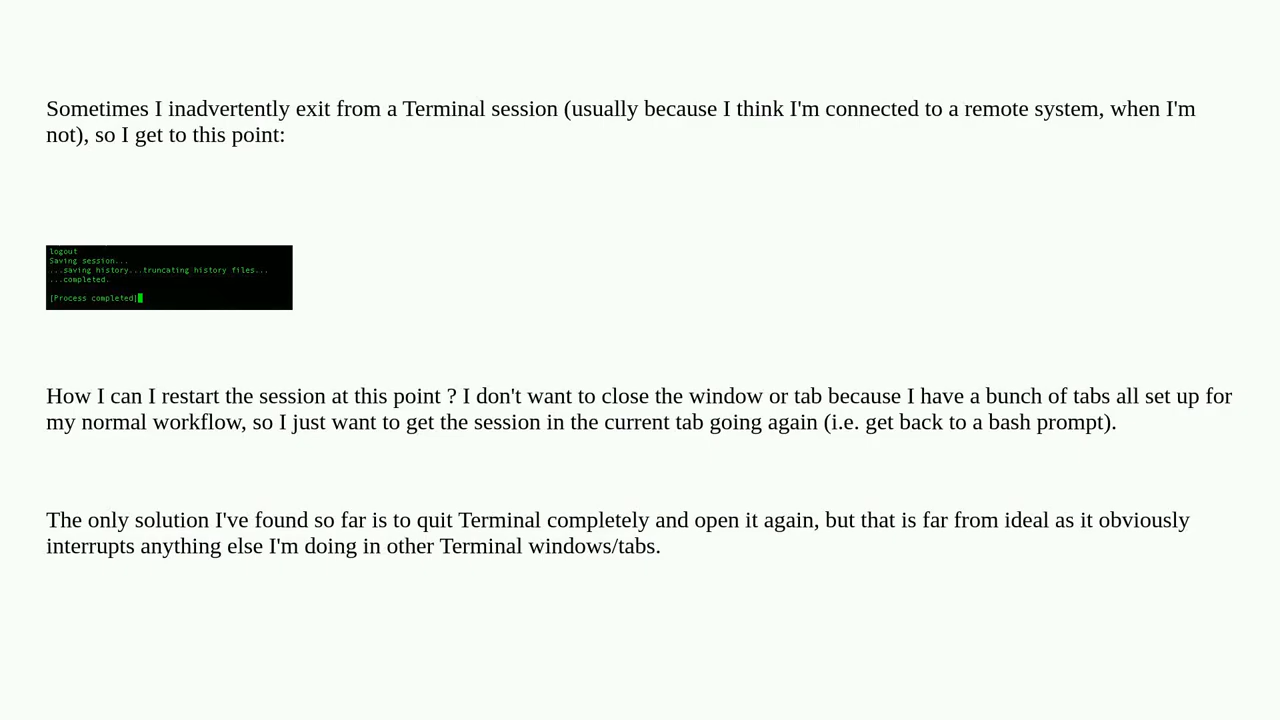 Sometimes I inadvertently exit from a Terminal session (usually because I think I'm connected to a remote system, when I'm
not), so I get to this point:
logout
Saving session...
...saving history...truncating history files...
...completed.
[Process completed]
How I can I restart the session at this point ? I don't want to close the window or tab because I have a bunch of tabs all set up for
my normal workflow, so I just want to get the session in the current tab going again (i.e. get back to a bash prompt).
The only solution I've found so far is to quit Terminal completely and open it again, but that is far from ideal as it obviously
interrupts anything else I'm doing in other Terminal windows/tabs.